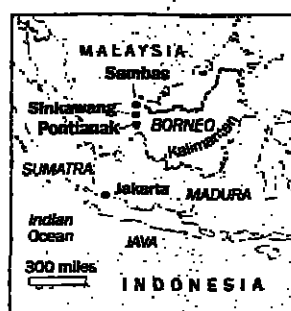 MALAYSIA
Sambas
Sinkawang
BORNEO
Pontianak
Kalimantan
SUMATRA
Jakarta
MADURA
Indian
Ocean
JAVA
300 miles
INDONESIA